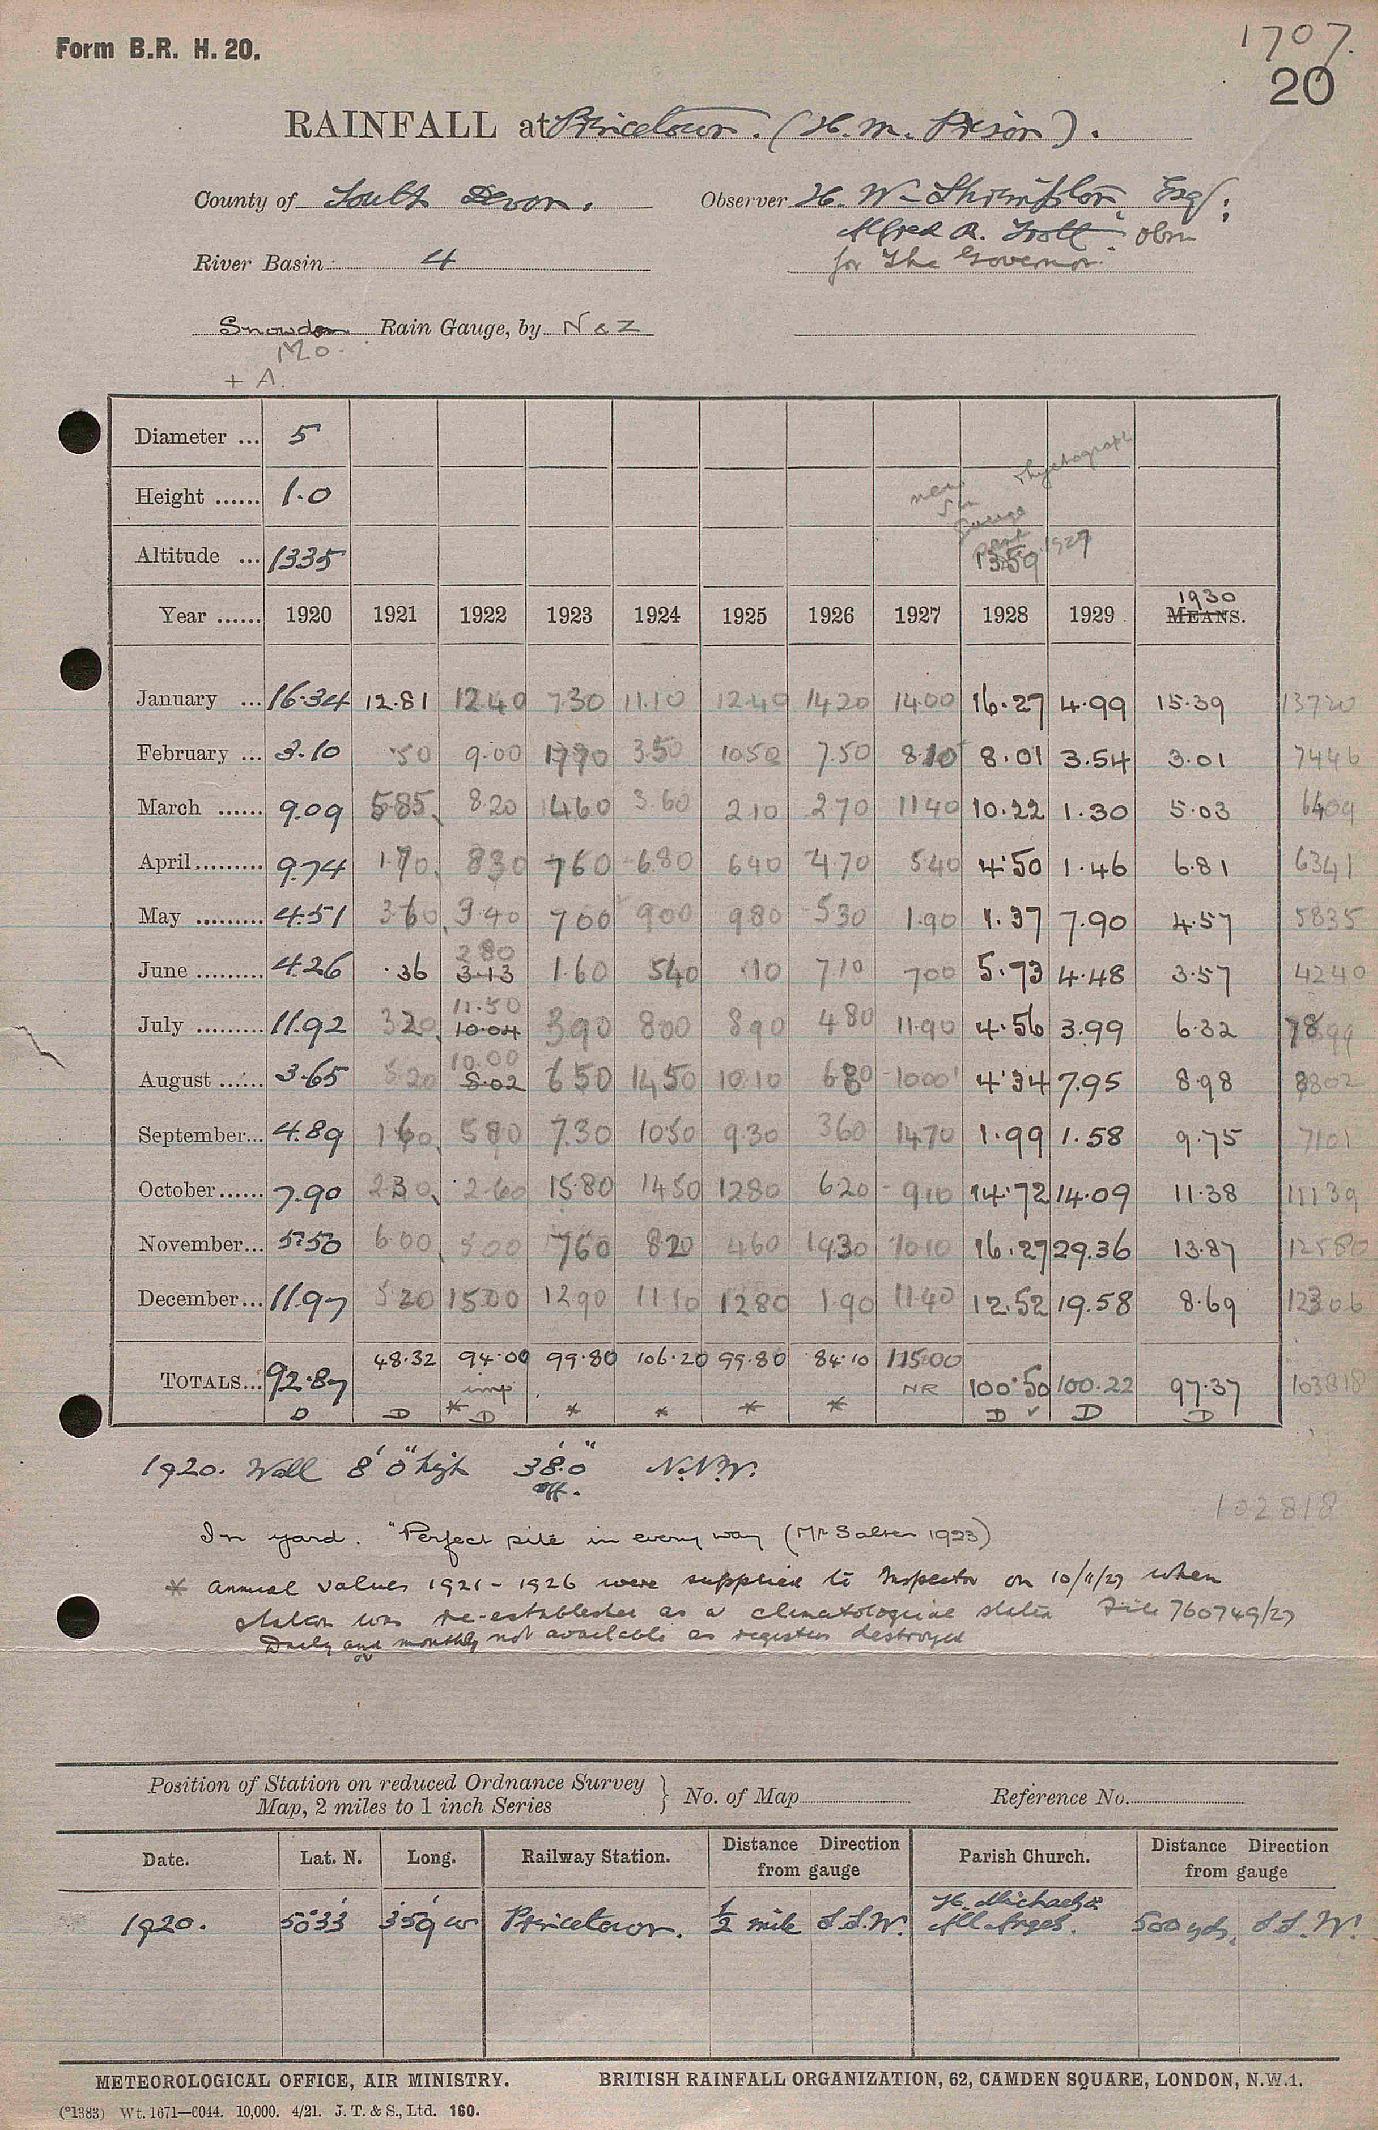 Form B.R. H. 20.
1707.
20
RAINFALL at Princetown. (H.M. Prison).
County of South Devon. Observer H. W. Shrimpton, Esq;
Alfred R. Trott. Obsr
River Basin 4 for The Governor.
Snowdon Rain Gauge, by N & Z
Mo.
+ A.
Diameter ... 5
Height ...... 1.0
Altitude ... 1335 1359
Year ...... 1920 1921 1922 1923 1924 1925 1926 1927 1928 1929 1930 MEANS.
January ... 16.34 12.81 12.40 7.30 11.10 12.40 14.20 14.00 16.27 4.99 15.39 13720
February ... 3.10 .50 9.00 3.50 10.50 7.50 8.10 8.01 3.54 3.01 7446
March ...... 9.09 5.85 8.20 14.60 3.60 2.10 2.70 11.40 10.22 1.30 5.03 6409
April ......... 9.74 1.70 8.30 7.60 6.80 6.40 4.70 5.40 4.50 1.46 6.81 6341
May ......... 4.51 3.60 3.40 7.00 9.00 9.80 5.30 1.90 1.37 7.90 4.57 5835
2.80
June ......... 4.26 .36 3.13 1.60 5.40 .10 7.10 7.00 5.73 4.48 3.57 4240
11.50
July ......... 11.92 3.20 10.04 3.90 8.00 8.90 4.80 11.90 4.56 3.99 6.32
10.00
August ...... 3.65 5.20 8.02 6.50 14.50 10.10 6.80 10.00 4.34 7.95 8.98 8802
September... 4.89 1.60 5.80 7.30 10.50 9.30 3.60 14.70 1.99 1.58 9.75 7101
October...... 7.90 2.30 2.60 15.80 14.50 12.80 6.20 9.10 14.72 14.09 11.38 11139
November... 5.50 6.00 5.00 7.60 8.20 4.60 19.30 10.10 16.27 29.36 13.87 12580
December... 11.97 5.20 15.00 12.90 11.10 12.80 1.90 11.40 12.52 19.58 8.69 12306
48.32 94.00 99.80 106.20 99.80 84.10 115.00
TOTALS... 92.87 imp NR 100.50 100.22 97.37 103818
D D * D * * * * D ✓ D D
1920. Wall 8' 0" high 38' 0" N.N.W.
off.
102818
In yard. "Perfect site in every way (Mr Salter 1923)
* Annual values 1921 - 1926 were supplied to Inspector on 10/11/27 when
station was re-established as a climatological station File 760749/27
Daily and monthly not available as registers destroyed
Position of Station on reduced Ordnance Survey
Map, 2 miles to 1 inch Series } No. of Map Reference No.
Date. Lat. N. Long. Railway Station. Distance Direction from gauge Parish Church. Distance Direction from gauge
St. Michael &
1920. 50°33' 3°59' W Princetown. 1/2 mile S.S.W. All Angels. 500 yds. S.S.W.
METEOROLOGICAL OFFICE, AIR MINISTRY. BRITISH RAINFALL ORGANIZATION, 62, CAMDEN SQUARE, LONDON, N.W.1.
(*1383) Wt. 1671—C044. 10,000. 4/21. J. T. & S., Ltd. 160.